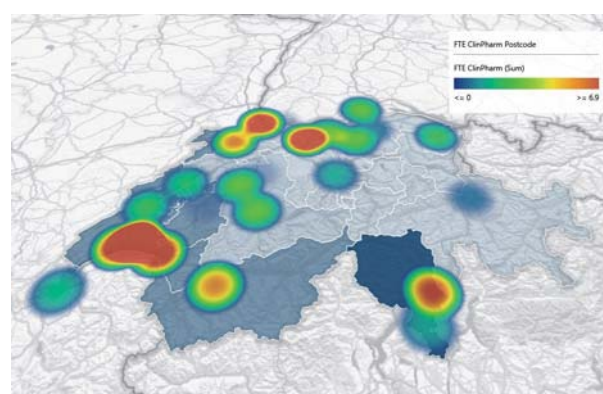 FTE ClinPharm Postcode
FTE ClinPharm (Sum)
<= 0 >= 6.9